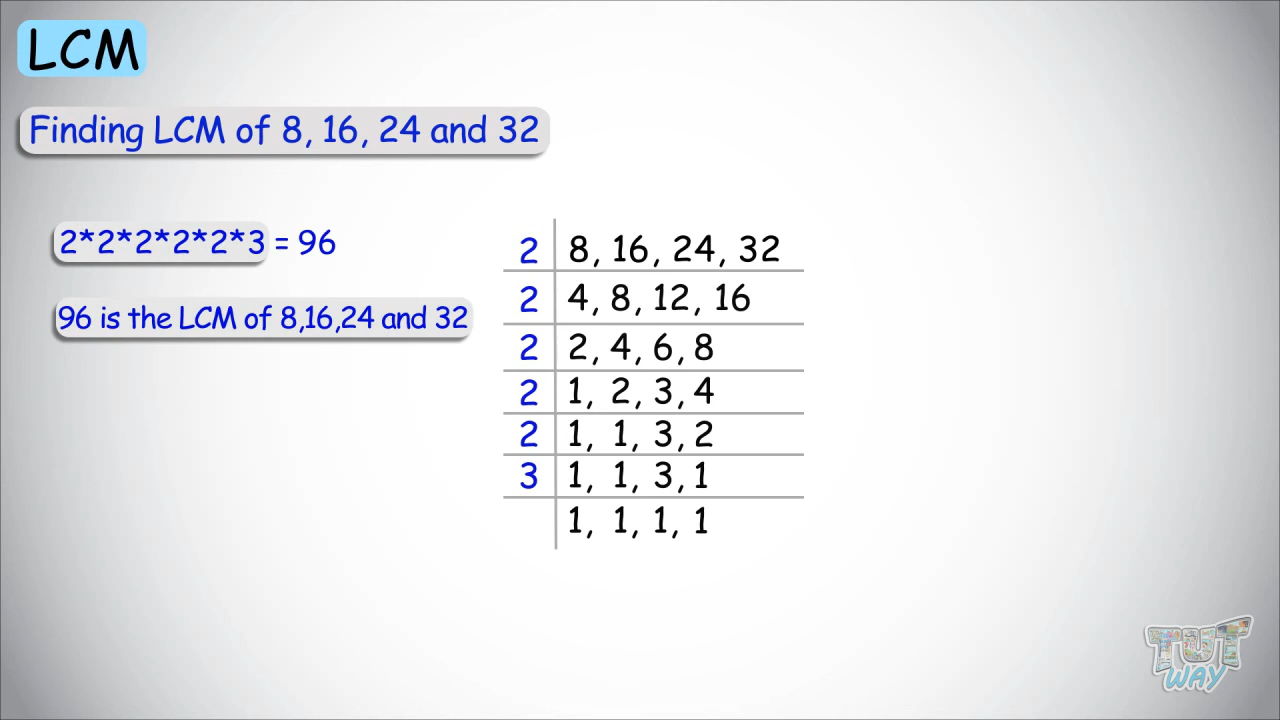 LCM
Finding LCM of 8, 16, 24 and 32
2*2*2*2*2*3 = 96
96 is the LCM of 8,16,24 and 32
2 8, 16, 24, 32
2 4, 8, 12, 16
2 2, 4, 6, 8
2 1, 2, 3, 4
2 1, 1, 3, 2
3 1, 1, 3, 1
1, 1, 1, 1
TUT
WAY